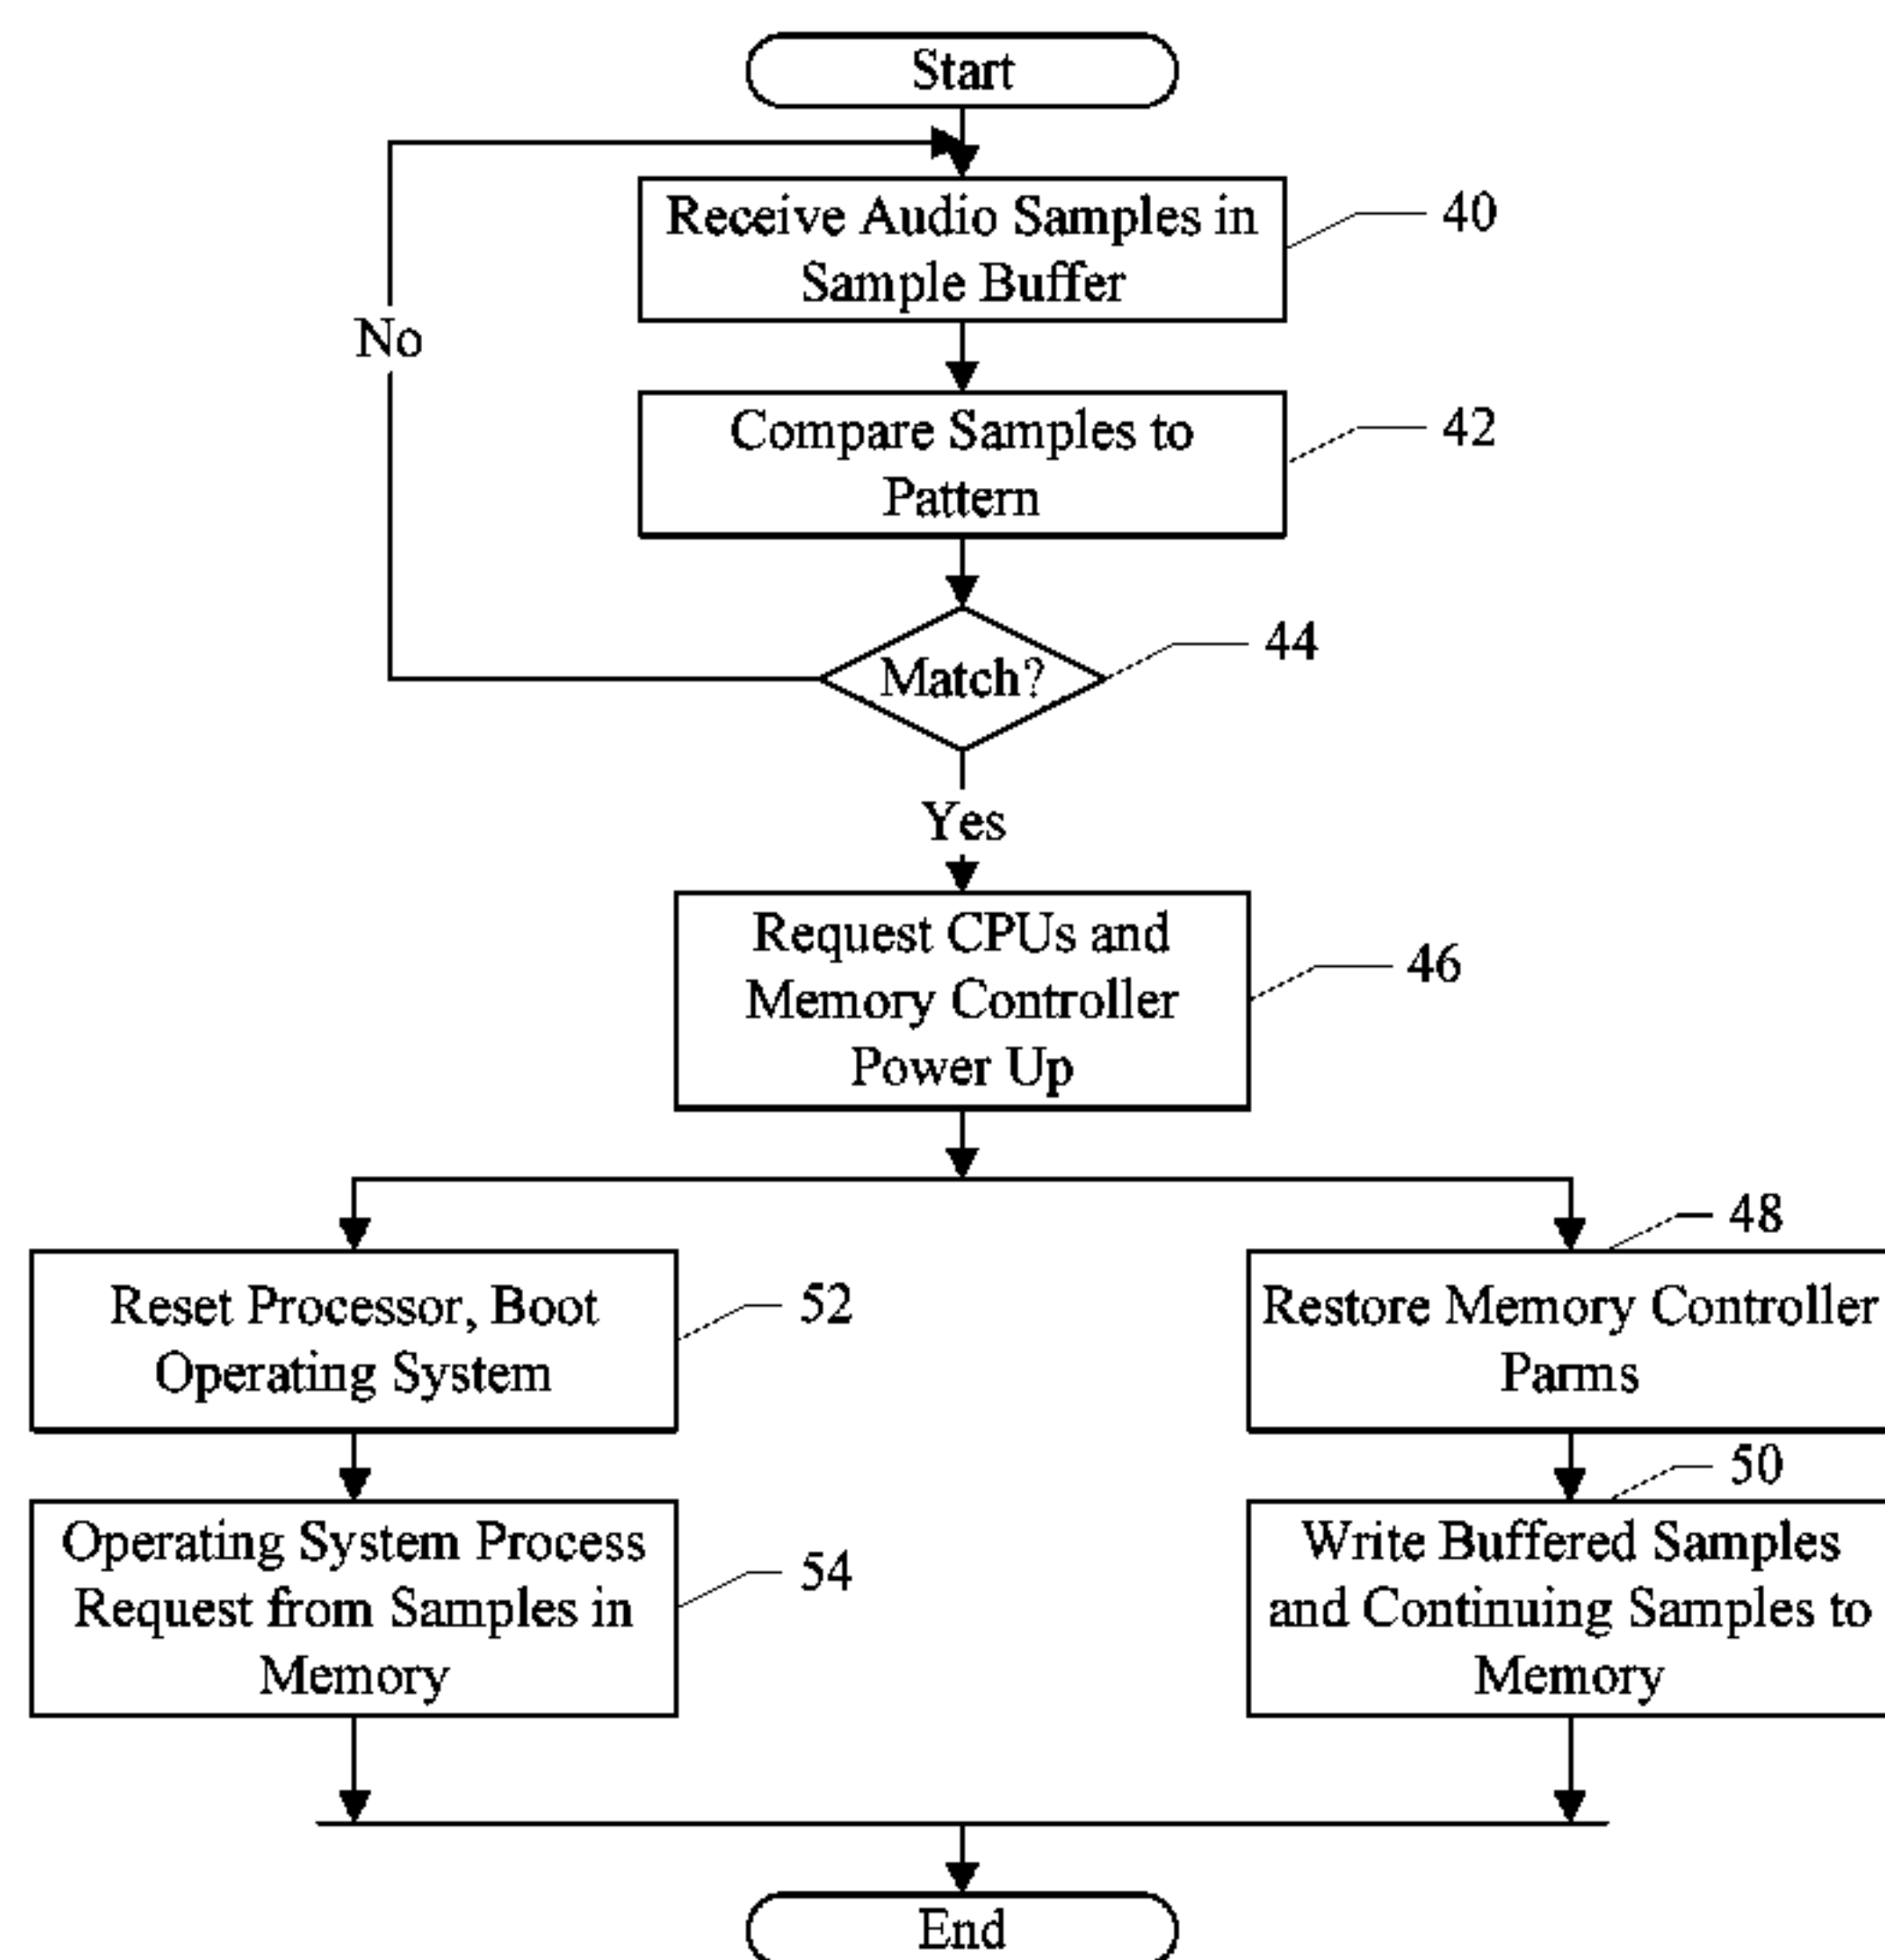 Start
Receive Audio Samples in
Sample Buffer
40
No
Compare Samples to
Pattern
42
Match?
44
Yes
Request CPUs and
Memory Controller
Power Up
46
Reset Processor, Boot
Operating System
52
48
Restore Memory Controller
Parms
Operating System Process
Request from Samples in
Memory
54
50
Write Buffered Samples
and Continuing Samples to
Memory
End